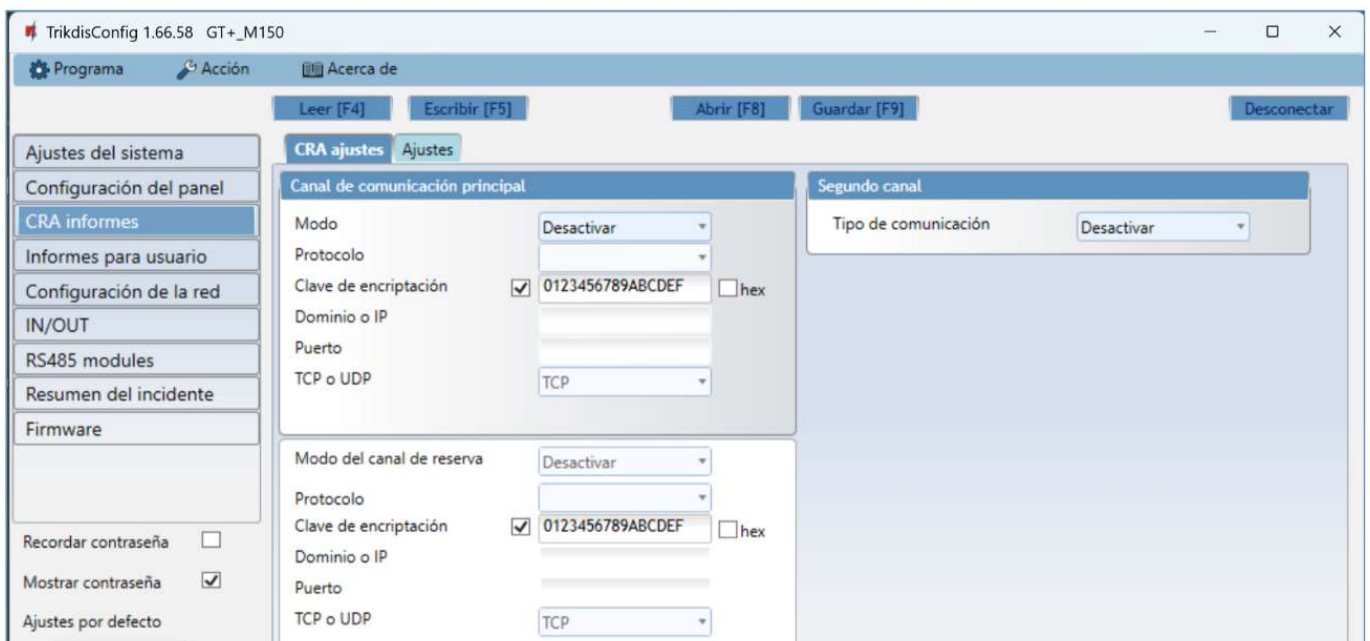 TrikdisConfig 1.66.58 GT+_M150
Programa Acción Acerca de
Leer [F4] Escribir [F5] Abrir [F8] Guardar [F9] Desconectar
Ajustes del sistema
Configuración del panel
CRA informes
Informes para usuario
Configuración de la red
IN/OUT
RS485 modules
Resumen del incidente
Firmware
Recordar contraseña
Mostrar contraseña
Ajustes por defecto
CRA ajustes Ajustes
Canal de comunicación principal
Modo Desactivar
Protocolo
Clave de encriptación 0123456789ABCDEF hex
Dominio o IP
Puerto
TCP o UDP TCP
Modo del canal de reserva Desactivar
Protocolo
Clave de encriptación 0123456789ABCDEF hex
Dominio o IP
Puerto
TCP o UDP TCP
Segundo canal
Tipo de comunicación Desactivar